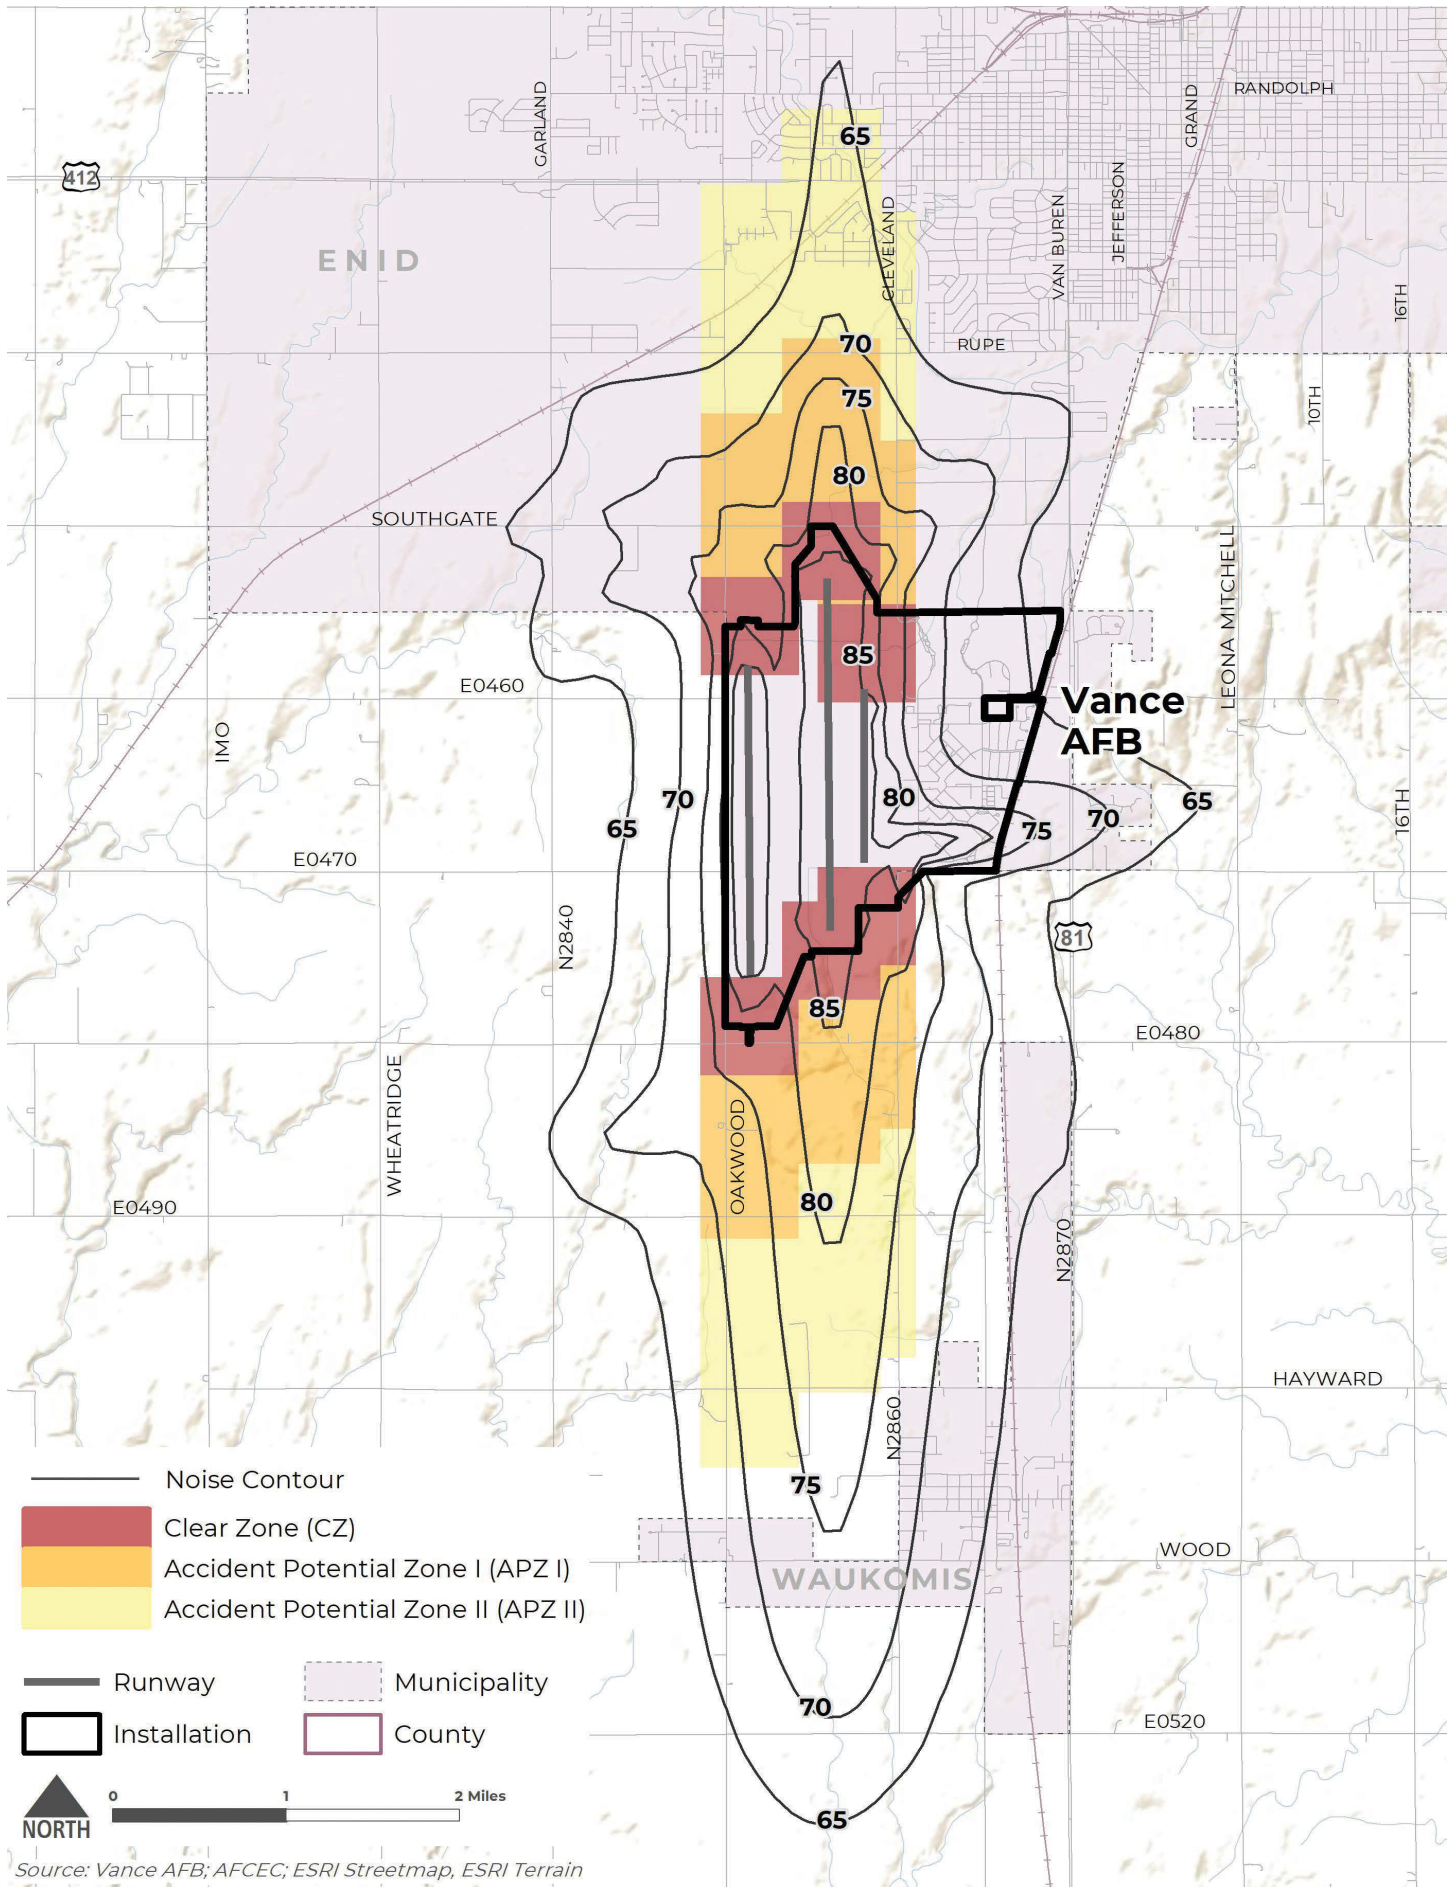 RANDOLPH
GARLAND
GRAND
65
412
JEFFERSON
CLEVELAND
VAN BUREN
ENID
16TH
70
RUPE
75
10TH
80
SOUTHGATE
LEONA MITCHELL
85
E0460
Vance
AFB
IMO
70
80
65
65
70
75
16TH
E0470
N2840
81
85
E0480
WHEATRIDGE
OAKWOOD
80
E0490
N2870
HAYWARD
N2860
75
WOOD
WAUKOMIS
70
E0520
65
Noise Contour
Clear Zone (CZ)
Accident Potential Zone I (APZ I)
Accident Potential Zone II (APZ II)
Runway
Municipality
Installation
County
0 1 2 Miles
NORTH
Source: Vance AFB; AFCEC; ESRI Streetmap, ESRI Terrain